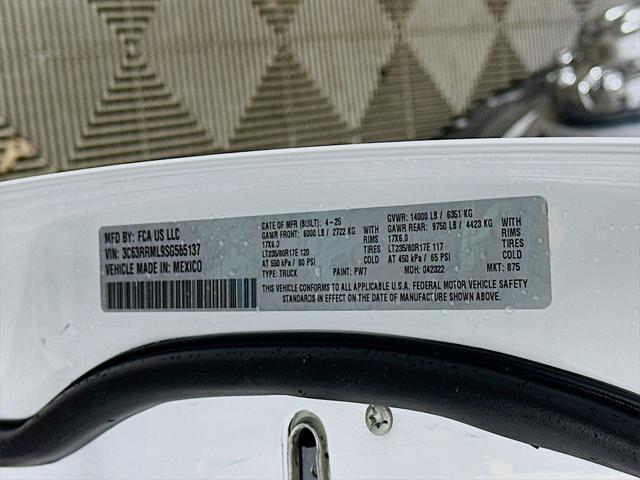 MFD BY: FCA US LLC
VIN: 3C63RRML9SG565137
VEHICLE MADE IN: MEXICO
DATE OF MFR (BUILT): 4-25
GAWR FRONT: 6000 LB / 2722 KG WITH
17X6.0 RIMS
LT235/80R17E 120 TIRES
AT 550 kPa / 80 PSI COLD
TYPE: TRUCK PAINT: PW7
GVWR: 14000 LB / 6351 KG
GAWR REAR: 9750 LB / 4423 KG WITH
17X6.0 RIMS
LT235/80R17E 117 TIRES
AT 450 kPa / 65 PSI COLD
MDH: 042322 MKT: 875
THIS VEHICLE CONFORMS TO ALL APPLICABLE U.S.A. FEDERAL MOTOR VEHICLE SAFETY
STANDARDS IN EFFECT ON THE DATE OF MANUFACTURE SHOWN ABOVE.